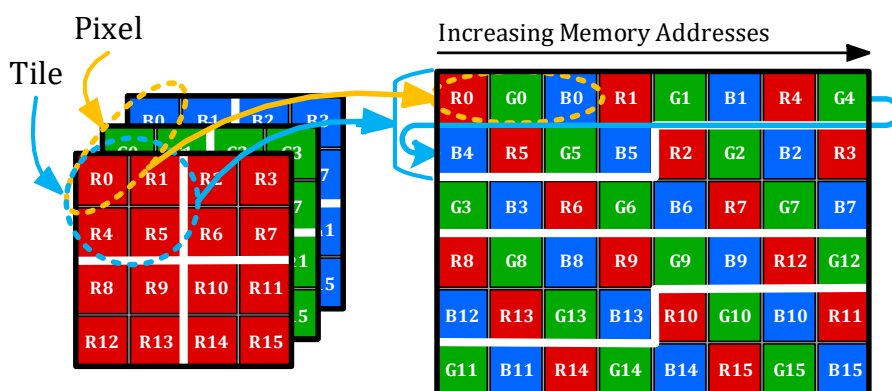 Pixel
Tile
Increasing Memory Addresses
B0 B1 B2 B3
G0 G2 G3
R0 R1 R2 R3
R4 R5 R6 R7
R8 R9 R10 R11
R12 R13 R14 R15
R0 G0 B0 R1 G1 B1 R4 G4
B4 R5 G5 B5 R2 G2 B2 R3
G3 B3 R6 G6 B6 R7 G7 B7
R8 G8 B8 R9 G9 B9 R12 G12
B12 R13 G13 B13 R10 G10 B10 R11
G11 B11 R14 G14 B14 R15 G15 B15